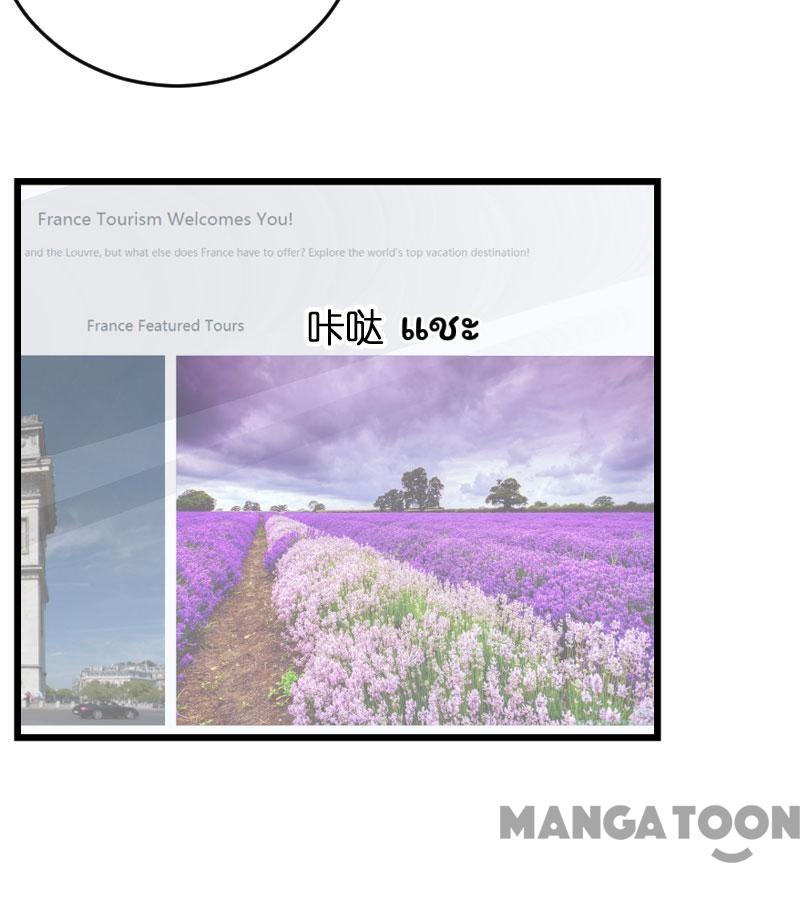 France Tourism Welcomes You!
and the Louvre, but what else does France have to offer? Explore the world's top vacation destination!
France Featured Tours
咔哒 แชะ
MANGATOON